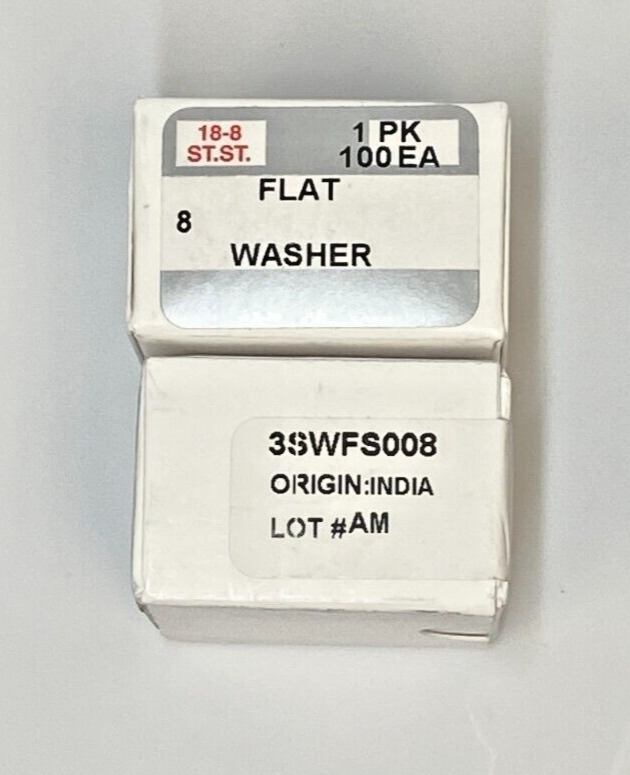 18-8
ST.ST.
1 PK
100 EA
FLAT
8
WASHER
3SWFS008
ORIGIN:INDIA
LOT #AM